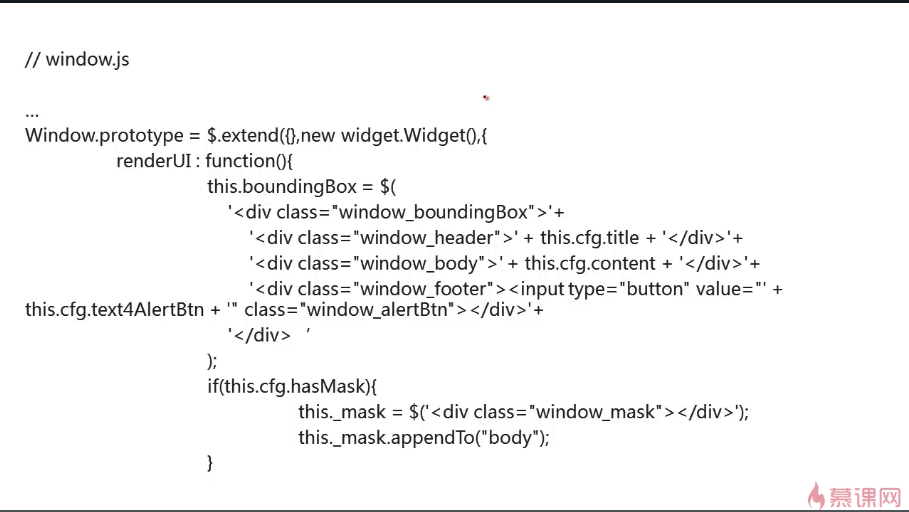 // window.js
...
Window.prototype = $.extend({},new widget.Widget(),{
renderUI : function(){
this.boundingBox = $(
'<div class="window_boundingBox">'+
'<div class="window_header">' + this.cfg.title + '</div>'+
'<div class="window_body">' + this.cfg.content + '</div>'+
'<div class="window_footer"><input type="button" value="' +
this.cfg.text4AlertBtn + '" class="window_alertBtn"></div>'+
'</div> ′
);
if(this.cfg.hasMask){
this._mask = $('<div class="window_mask"></div>');
this._mask.appendTo("body");
}
慕课网